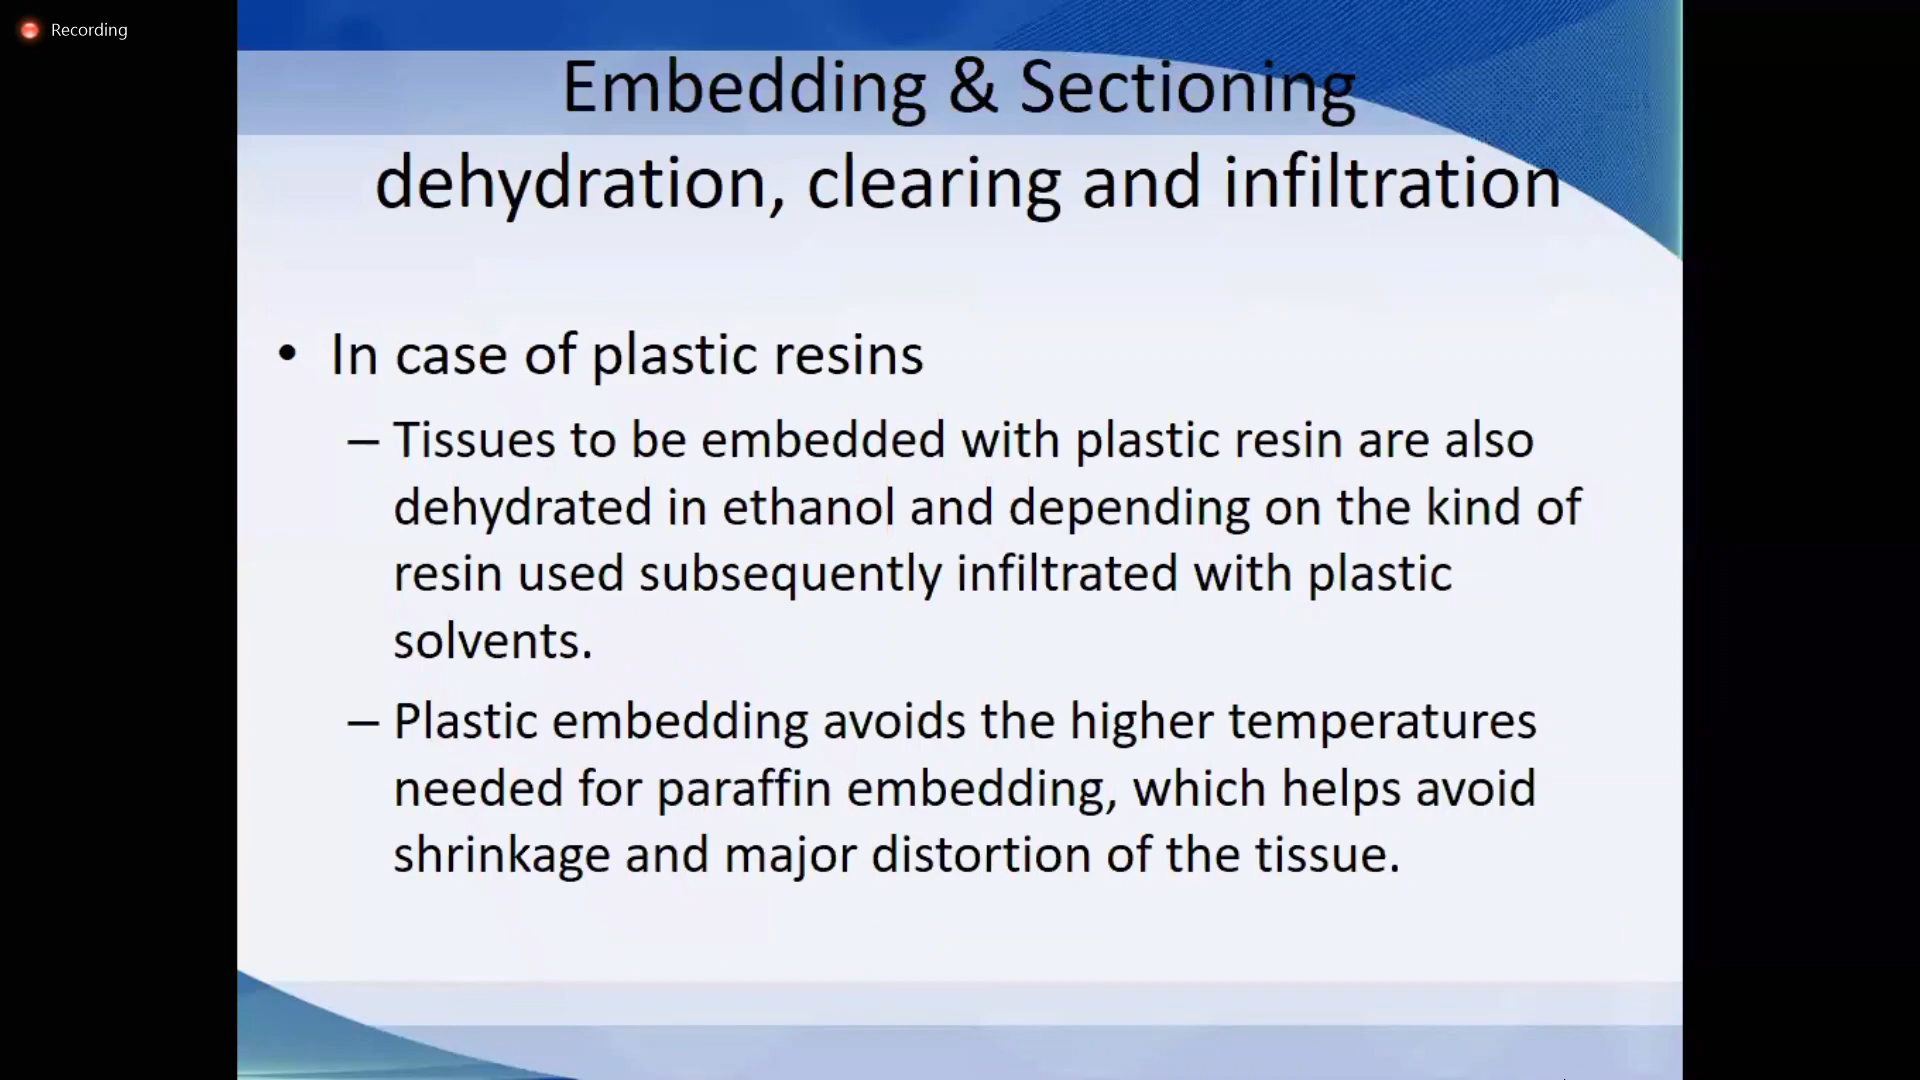 Recording
Embedding & Sectioning
dehydration, clearing and infiltration
• In case of plastic resins
– Tissues to be embedded with plastic resin are also
dehydrated in ethanol and depending on the kind of
resin used subsequently infiltrated with plastic
solvents.
– Plastic embedding avoids the higher temperatures
needed for paraffin embedding, which helps avoid
shrinkage and major distortion of the tissue.